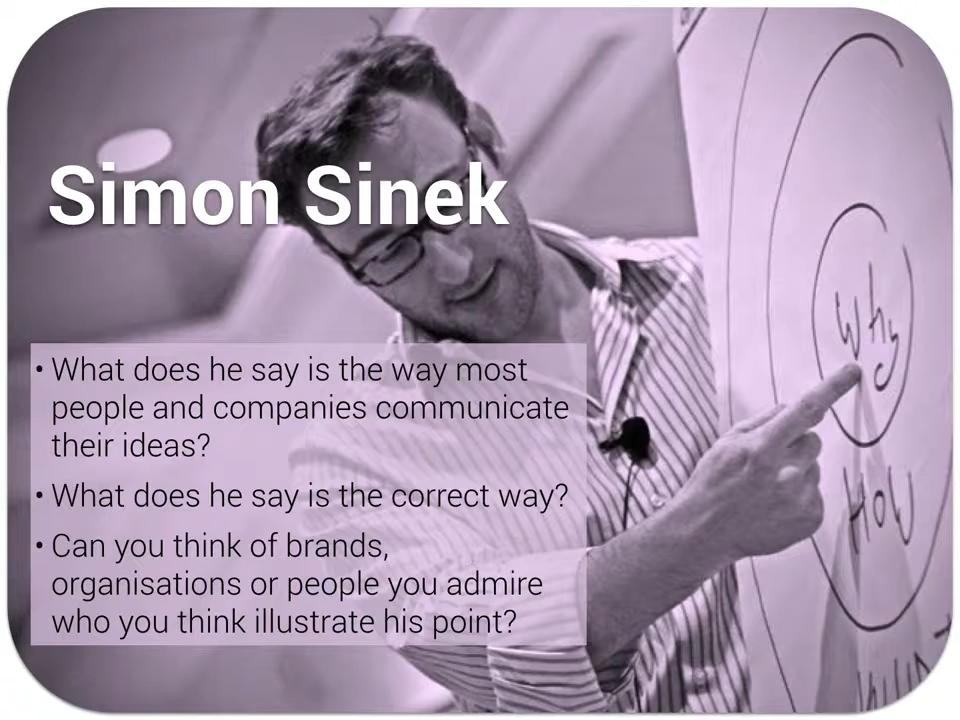 Simon Sinek
• What does he say is the way most
people and companies communicate
their ideas?
• What does he say is the correct way?
• Can you think of brands,
organisations or people you admire
who you think illustrate his point?
Why
How